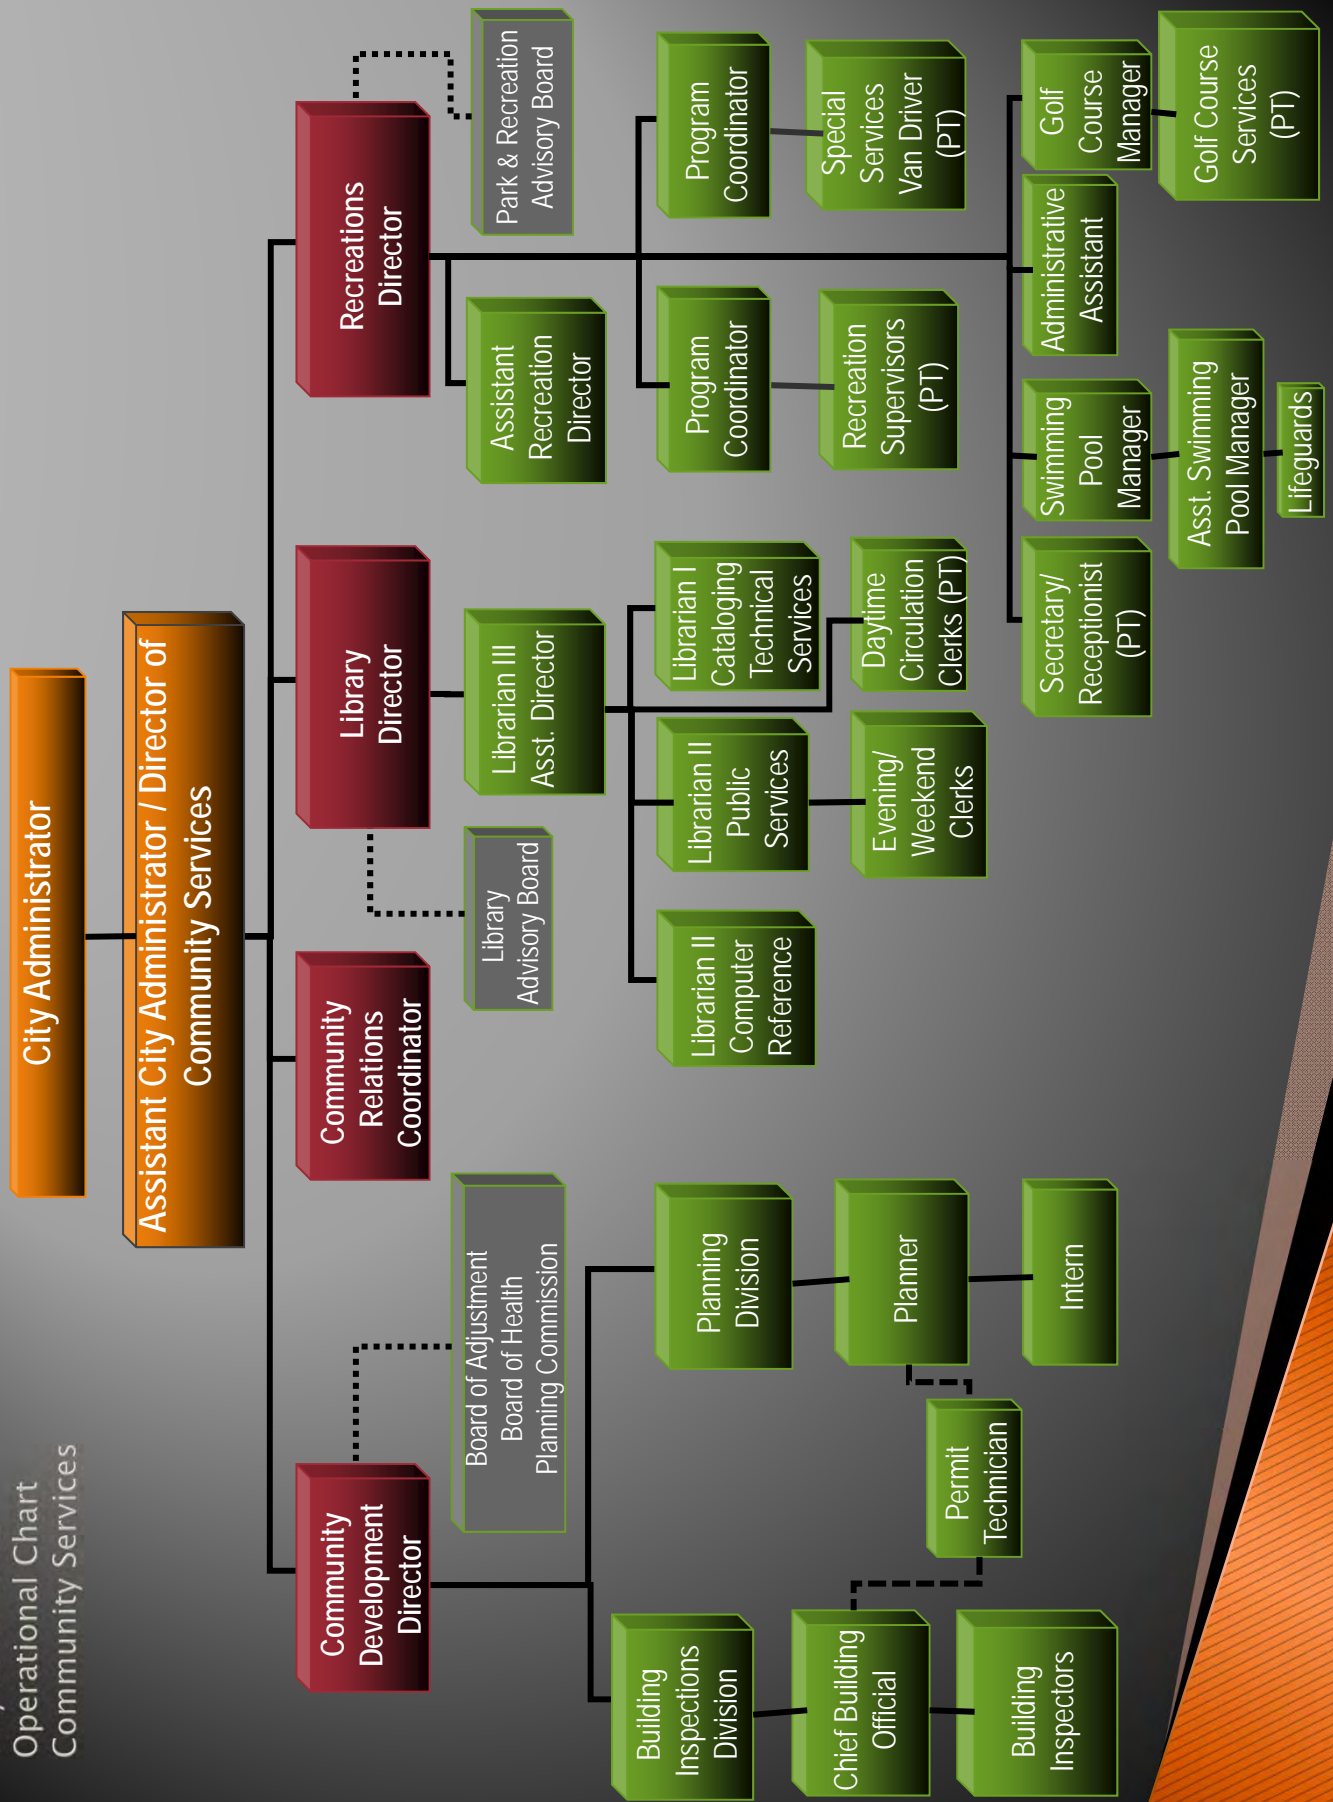 Operational Chart
Community Services
City Administrator
Assistant City Administrator / Director of
Community Services
Community
Development
Director
Community
Relations
Coordinator
Library
Director
Recreations
Director
Board of Adjustment
Board of Health
Planning Commission
Library
Advisory Board
Librarian III
Asst. Director
Assistant
Recreation
Director
Park & Recreation
Advisory Board
Building
Inspections
Division
Planning
Division
Librarian II
Computer
Reference
Librarian II
Public
Services
Librarian I
Cataloging
Technical
Services
Program
Coordinator
Program
Coordinator
Chief Building
Official
Planner
Evening/
Weekend
Clerks
Daytime
Circulation
Clerks (PT)
Recreation
Supervisors
(PT)
Special
Services
Van Driver
(PT)
Permit
Technician
Building
Inspectors
Intern
Secretary/
Receptionist
(PT)
Swimming
Pool
Manager
Administrative
Assistant
Golf
Course
Manager
Asst. Swimming
Pool Manager
Golf Course
Services
(PT)
Lifeguards